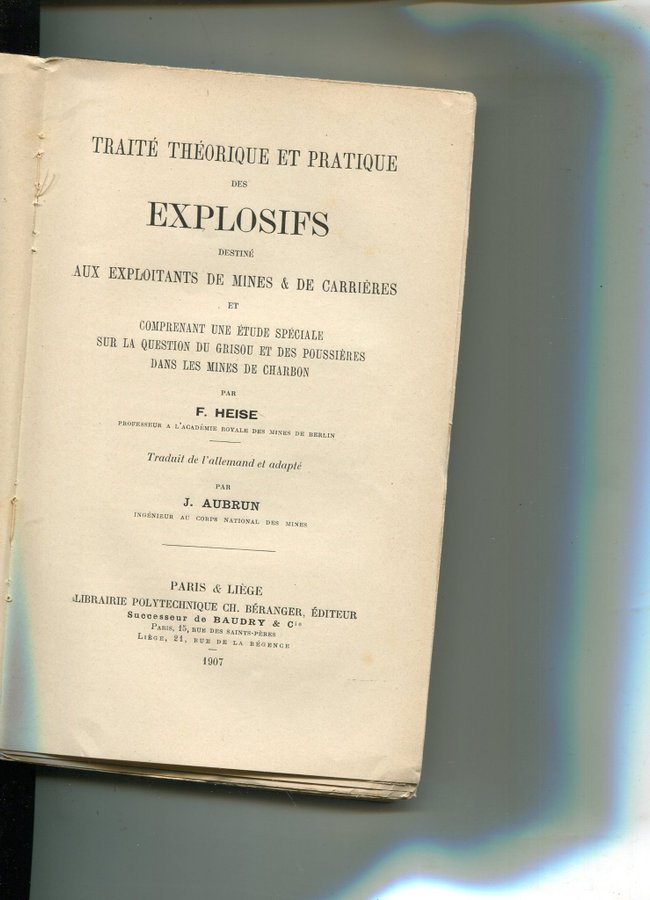 TRAITÉ THÉORIQUE ET PRATIQUE
DES
EXPLOSIFS
DESTINÉ
AUX EXPLOITANTS DE MINES & DE CARRIÈRES
ET
COMPRENANT UNE ÉTUDE SPÉCIALE
SUR LA QUESTION DU GRISOU ET DES POUSSIÈRES
DANS LES MINES DE CHARBON
PAR
F. HEISE
PROFESSEUR A L'ACADÉMIE ROYALE DES MINES DE BERLIN
Traduit de l'allemand et adapté
PAR
J. AUBRUN
INGÉNIEUR AU CORPS NATIONAL DES MINES
PARIS & LIÈGE
LIBRAIRIE POLYTECHNIQUE CH. BÉRANGER, ÉDITEUR
Successeur de BAUDRY & Cie
PARIS, 15, RUE DES SAINTS-PÈRES
LIÈGE, 21, RUE DE LA RÉGENCE
1907